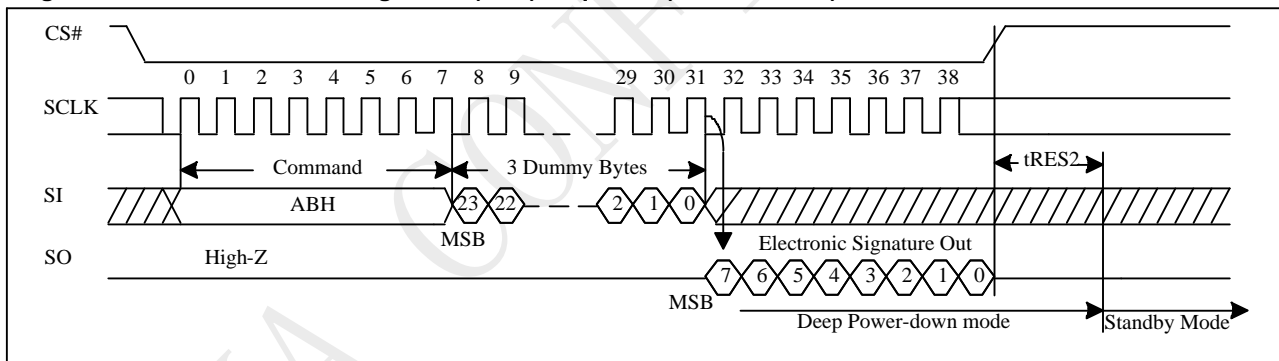 CS#
0 1 2 3 4 5 6 7 8 9 29 30 31 32 33 34 35 36 37 38
SCLK
Command 3 Dummy Bytes tRES2
SI ABH 23 22 2 1 0
MSB
SO High-Z Electronic Signature Out
7 6 5 4 3 2 1 0
MSB
Deep Power-down mode Standby Mode